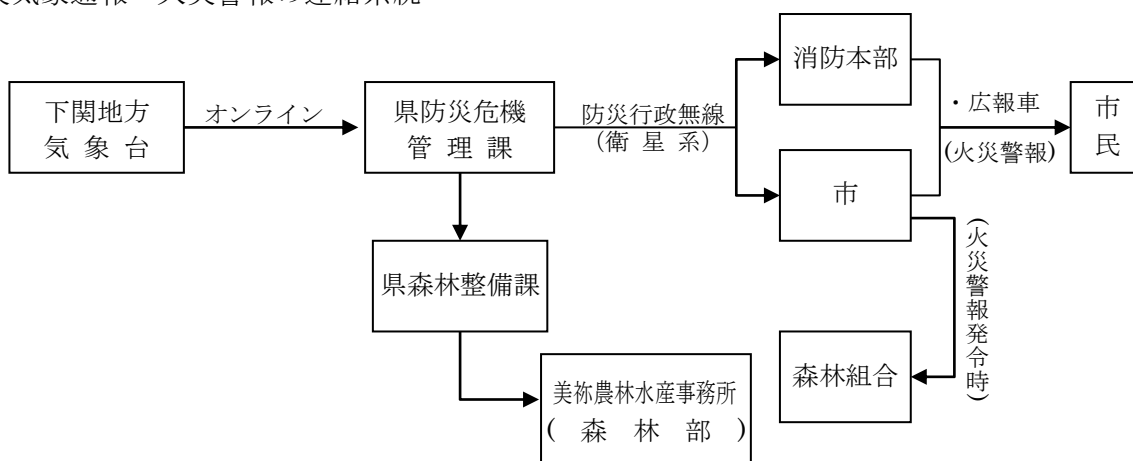 気象通報・火災警報の連絡系統
消防本部
下関地方
気象台
オンライン
県防災危機
管理課
防災行政無線
(衛星系)
・広報車
(火災警報)
市
民
市
(火災警報発令時)
県森林整備課
森林組合
美祢農林水産事務所
(森林部)